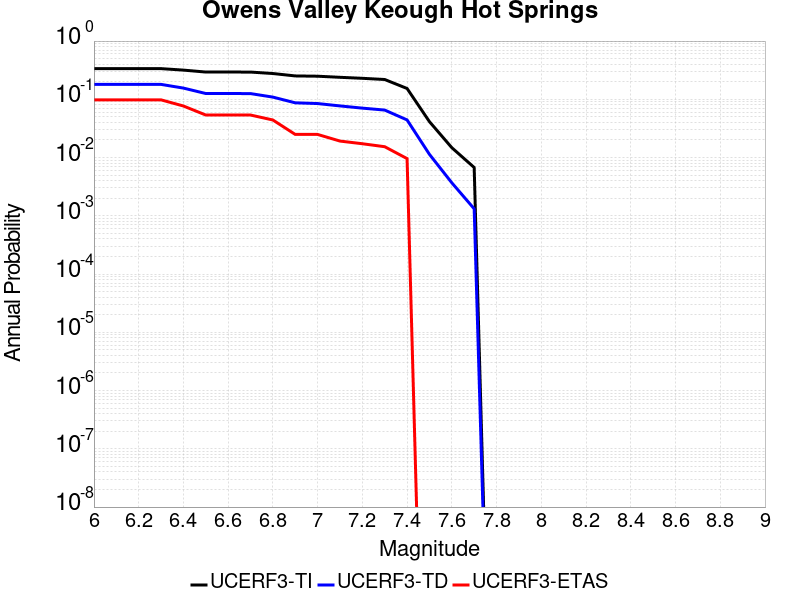 Owens Valley Keough Hot Springs
10^0
10^-1
10^-2
10^-3
10^-4
10^-5
10^-6
10^-7
10^-8
Annual Probability
6 6.2 6.4 6.6 6.8 7 7.2 7.4 7.6 7.8 8 8.2 8.4 8.6 8.8 9
Magnitude
UCERF3-TI UCERF3-TD UCERF3-ETAS